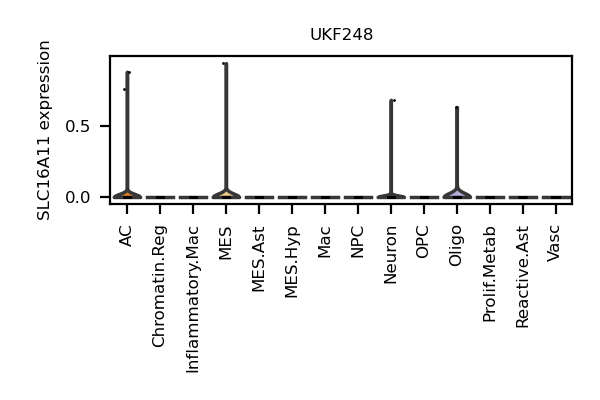 UKF248
SLC16A11 expression
0.5
0.0
AC
Chromatin.Reg
Inflammatory.Mac
MES
MES.Ast
MES.Hyp
Mac
NPC
Neuron
OPC
Oligo
Prolif.Metab
Reactive.Ast
Vasc